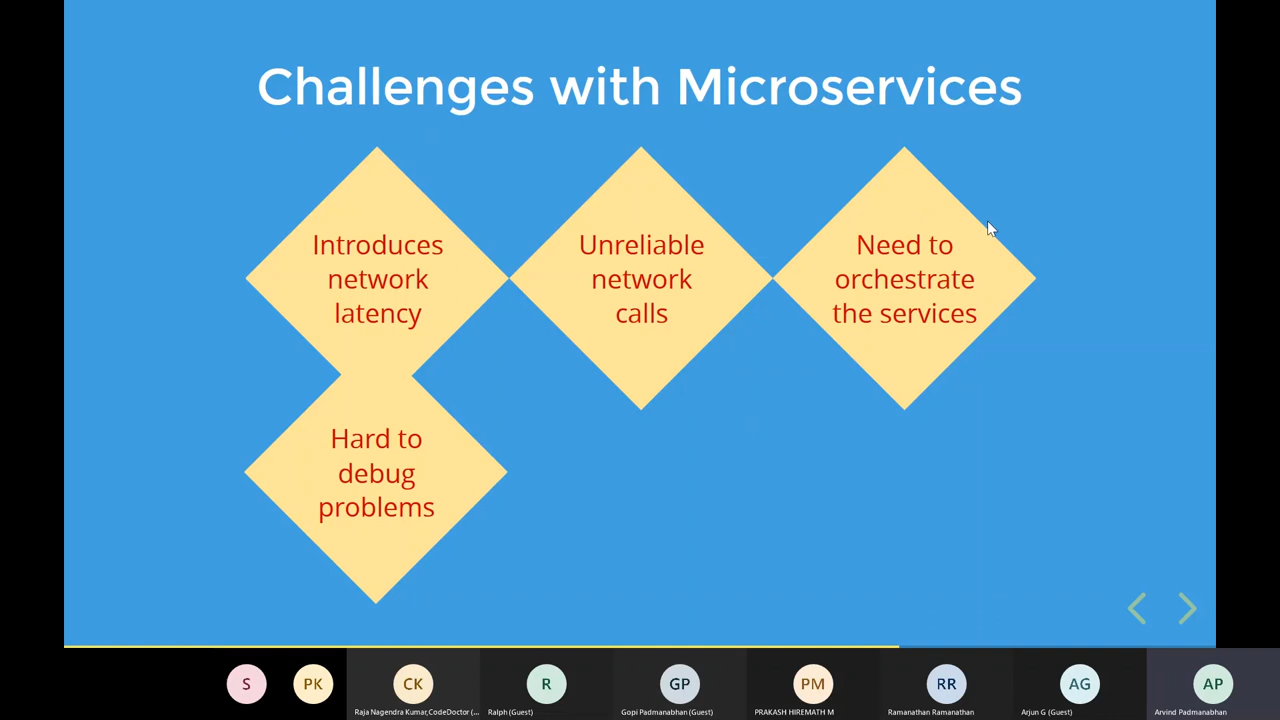 Challenges with Microservices
Introduces
network
latency
Unreliable
network
calls
Need to
orchestrate
the services
Hard to
debug
problems
S
PK
CK
R
GP
PM
RR
AG
AP
Raja Nagendra Kumar,CodeDoctor (...
Ralph (Guest)
Gopi Padmanabhan (Guest)
PRAKASH HIREMATH M
Ramanathan Ramanathan
Arjun G (Guest)
Arvind Padmanabhan